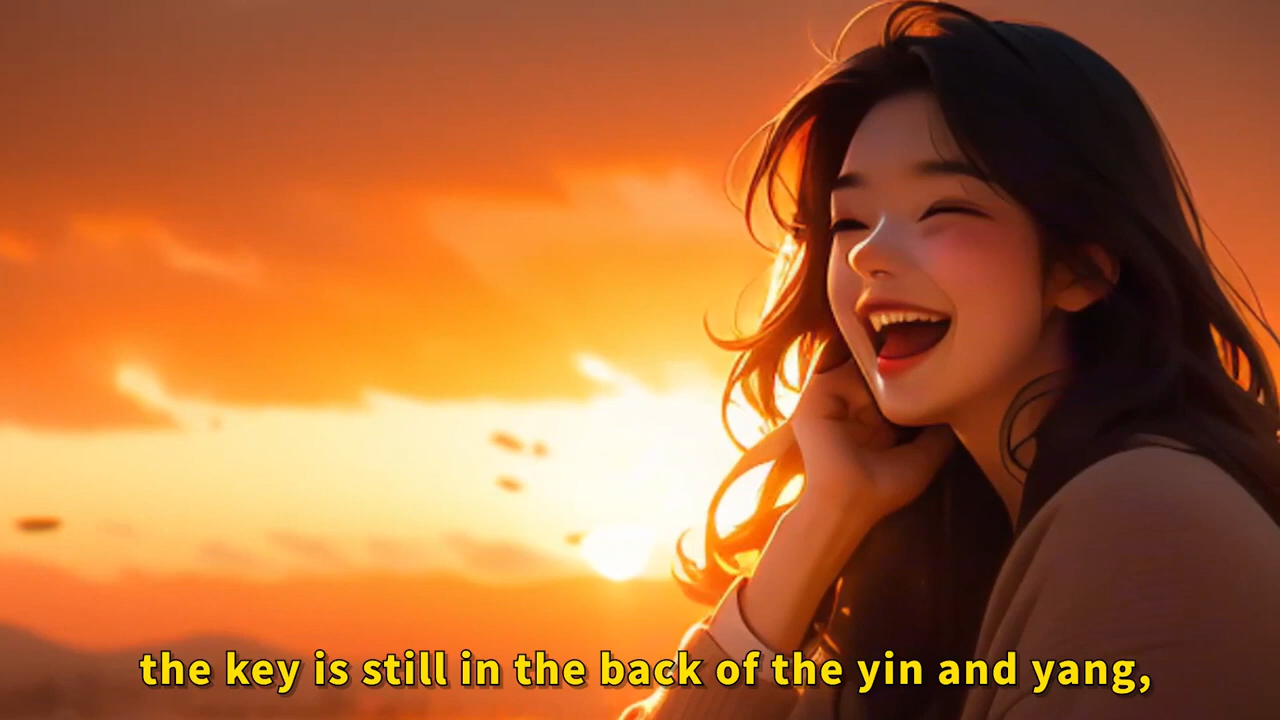 the key is still in the back of the yin and yang,